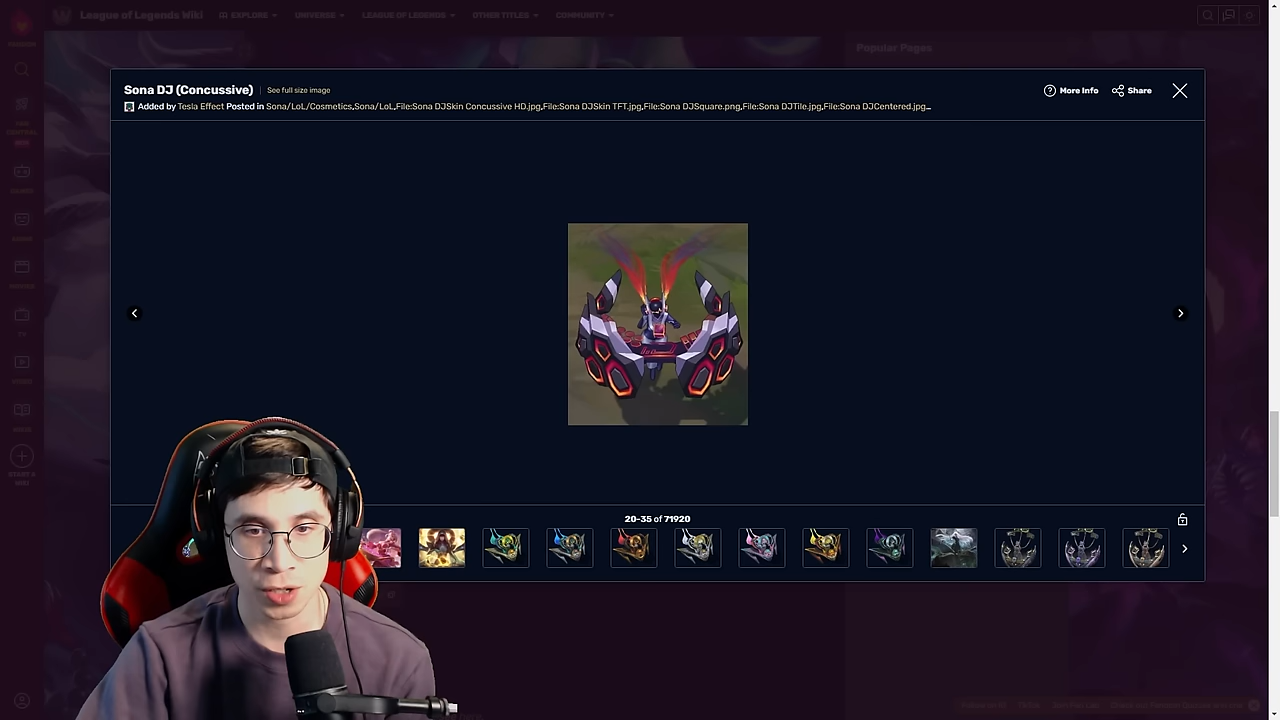 League of Legends Wiki
EXPLORE
UNIVERSE
LEAGUE OF LEGENDS
OTHER TITLES
COMMUNITY
Popular Pages
Sona DJ (Concussive)
See full size image
Added by Tesla Effect Posted in Sona/LoL/Cosmetics,Sona/LoL,File:Sona DJSkin Concussive HD.jpg,File:Sona DJSkin TFT.jpg,File:Sona DJSquare.png,File:Sona DJTile.jpg,File:Sona DJCentered.jpg...
More Info
Share
20-35 of 71920
START A
WIKI